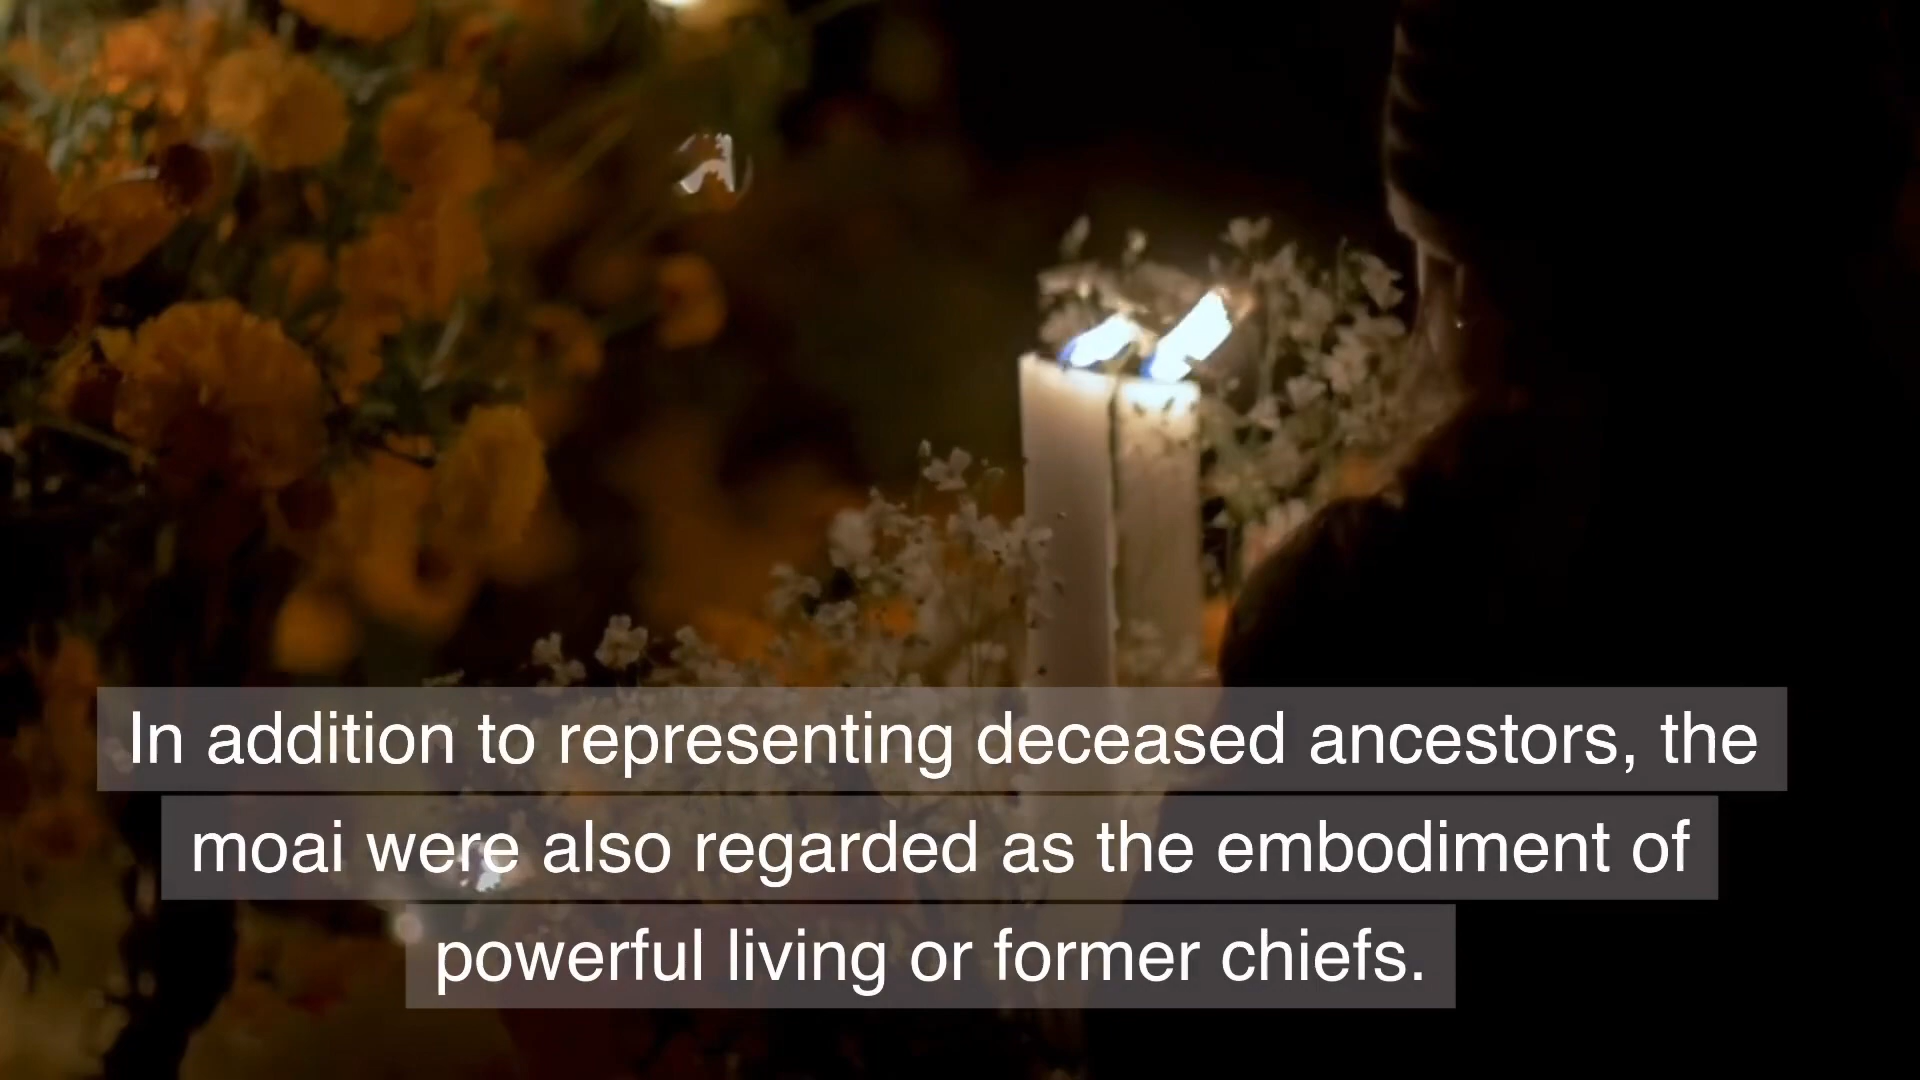 In addition to representing deceased ancestors, the
moai were also regarded as the embodiment of
powerful living or former chiefs.